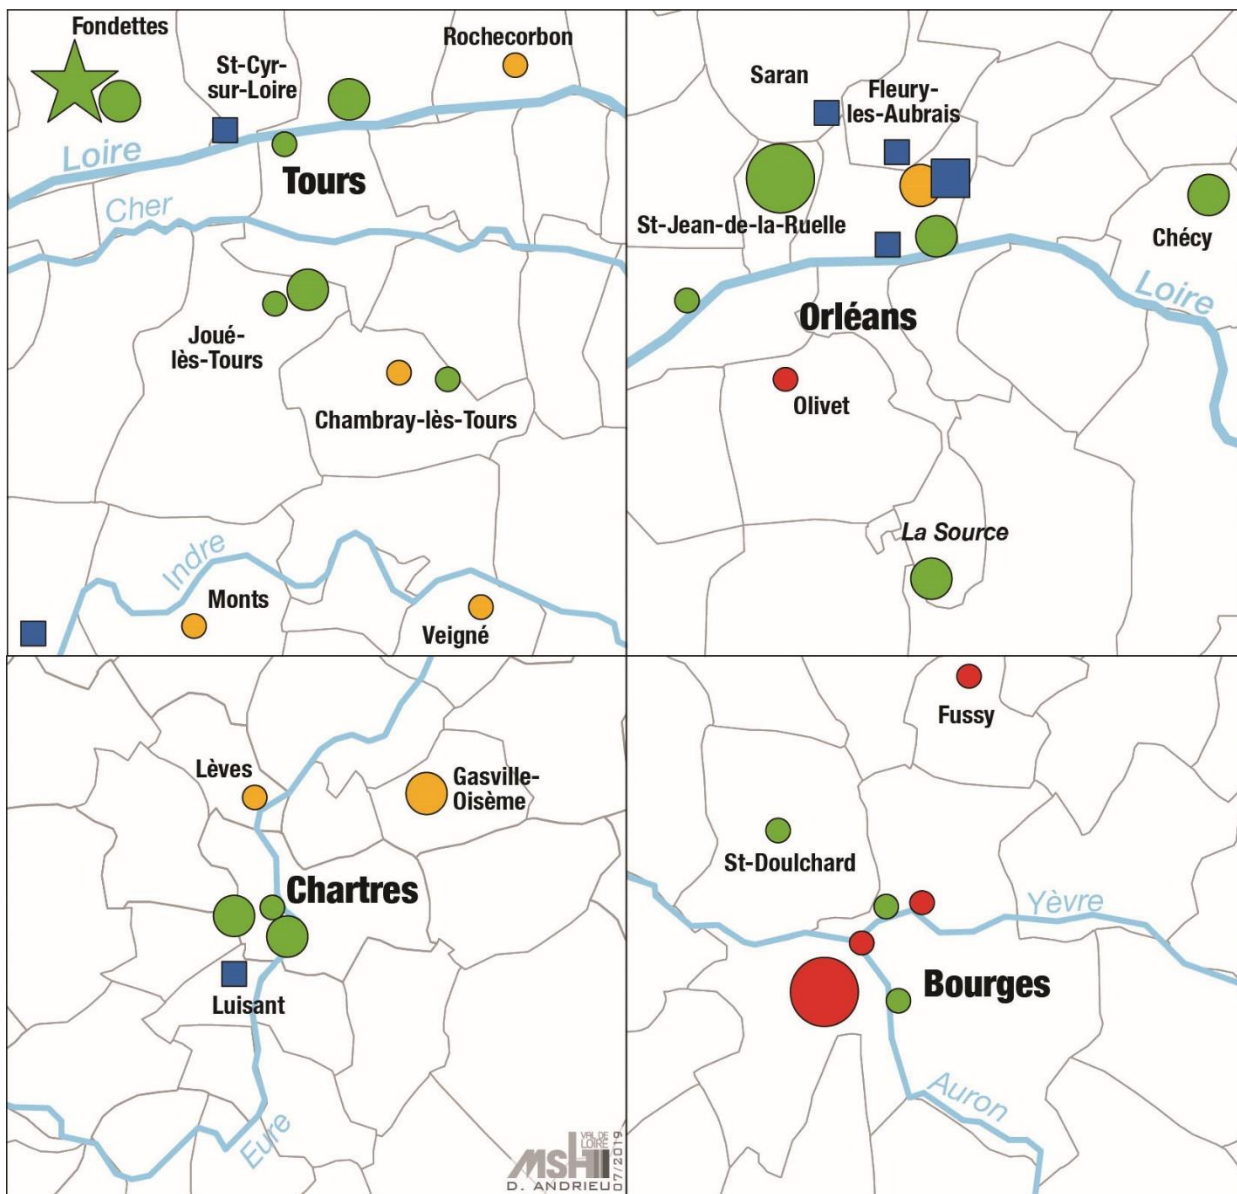 Fondettes
St-Cyr-
sur-Loire
Rochecorbon
Loire
Tours
Cher
Joué-
lès-Tours
Chambray-lès-Tours
Indre
Monts
Veigné
Saran
Fleury-
les-Aubrais
St-Jean-de-la-Ruelle
Chécy
Loire
Orléans
Olivet
La Source
Lèves
Gasville-
Oisème
Chartres
Luisant
Eure
VAL DE
LOIRE
MSH
D. ANDRIEU
07/2019
Fussy
St-Doulchard
Yèvre
Bourges
Auron